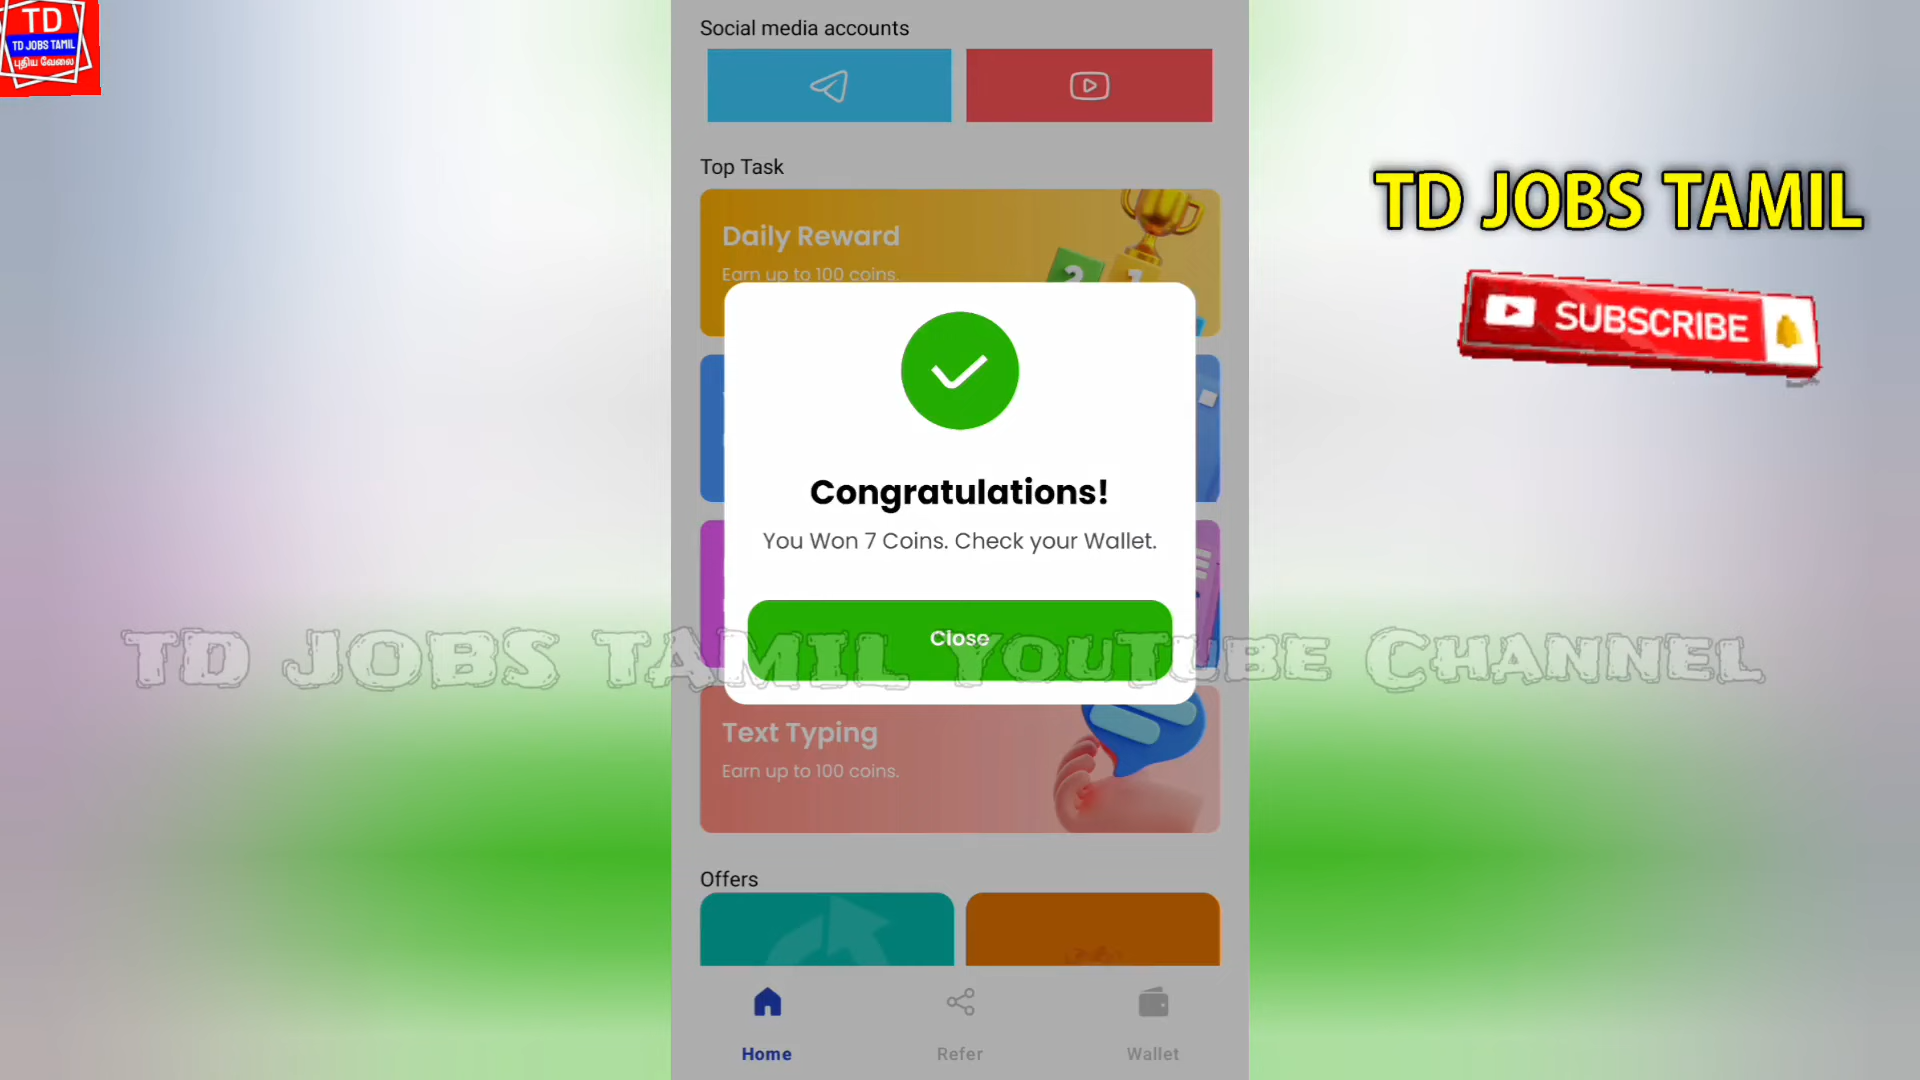 TD
TD JOBS TAMIL
புதிய வேலை
Social media accounts
Top Task
Daily Reward
Earn up to 100 coins.
2
1
Congratulations!
You Won 7 Coins. Check your Wallet.
Close
Text Typing
Earn up to 100 coins.
Offers
Home
Refer
Wallet
TD JOBS TAMIL
SUBSCRIBE
TD JOBS TAMIL YOUTUBE CHANNEL